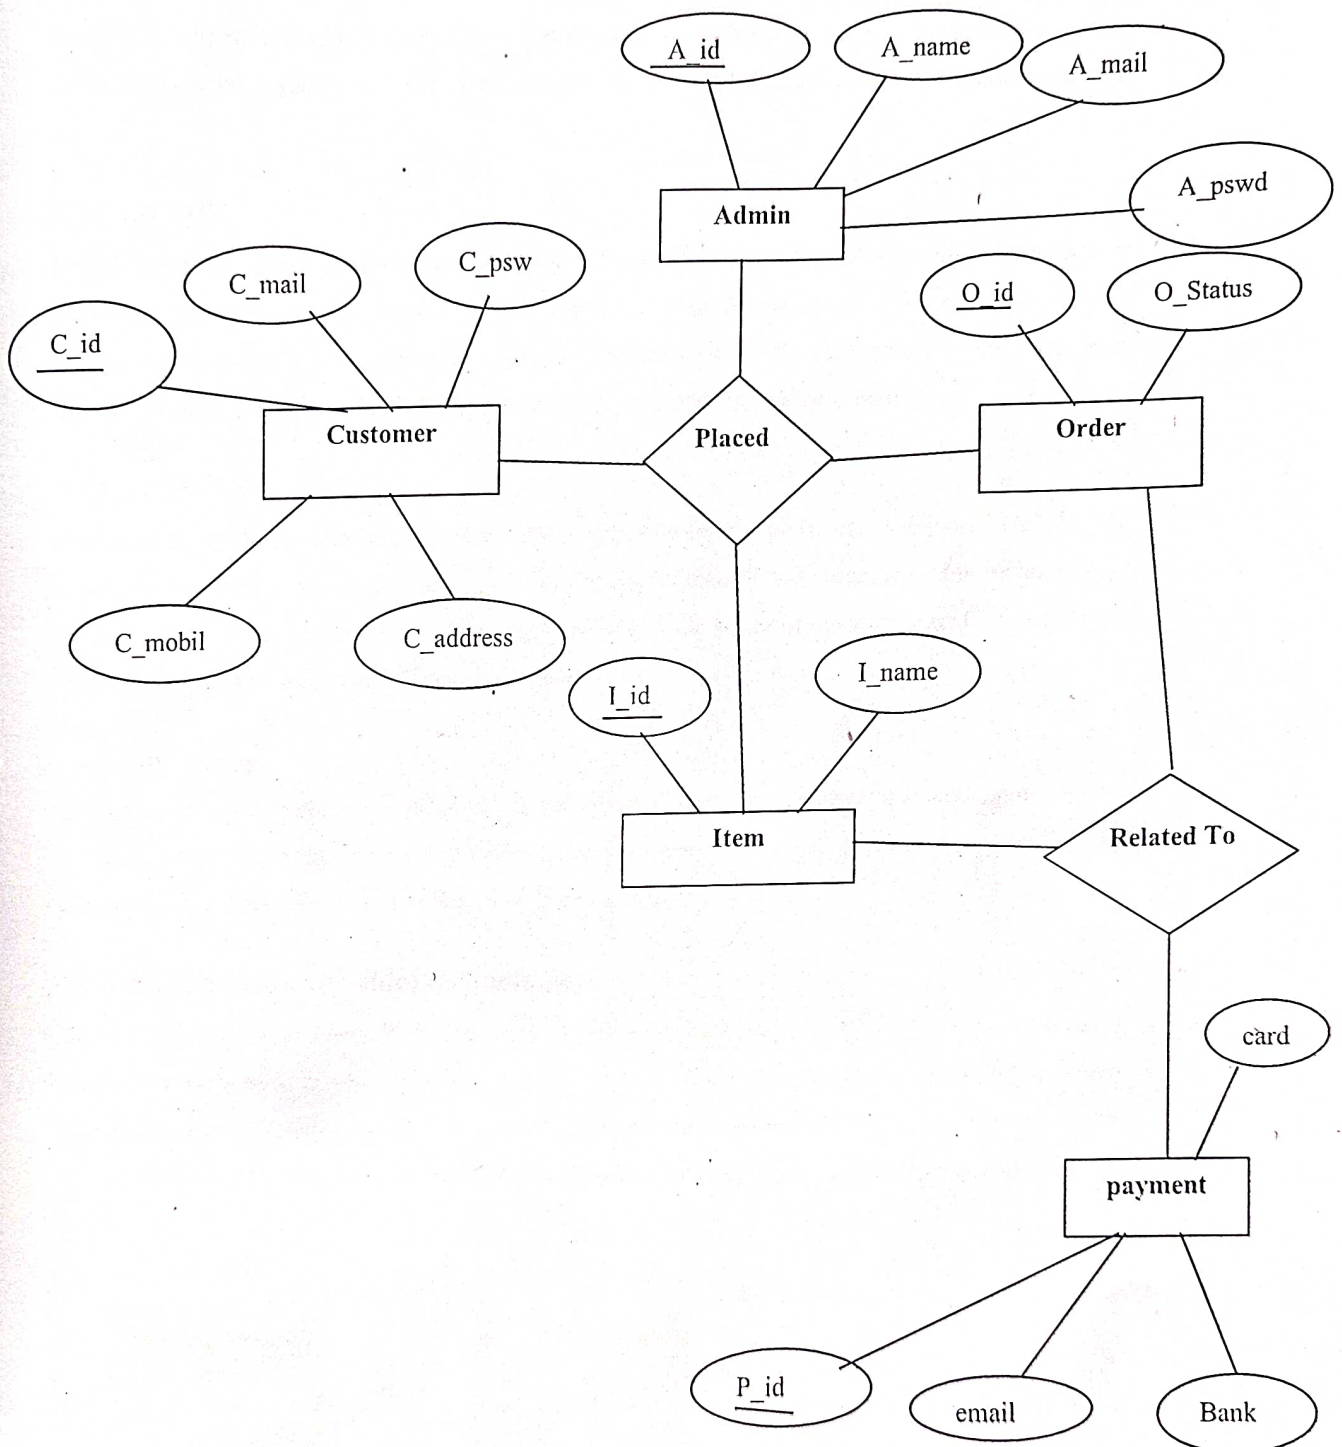 A_id
A_name
A_mail
A_pswd
Admin
C_mail
C_psw
C_id
O_id
O_Status
Customer
Placed
Order
C_mobil
C_address
I_id
I_name
Item
Related To
card
payment
P_id
email
Bank